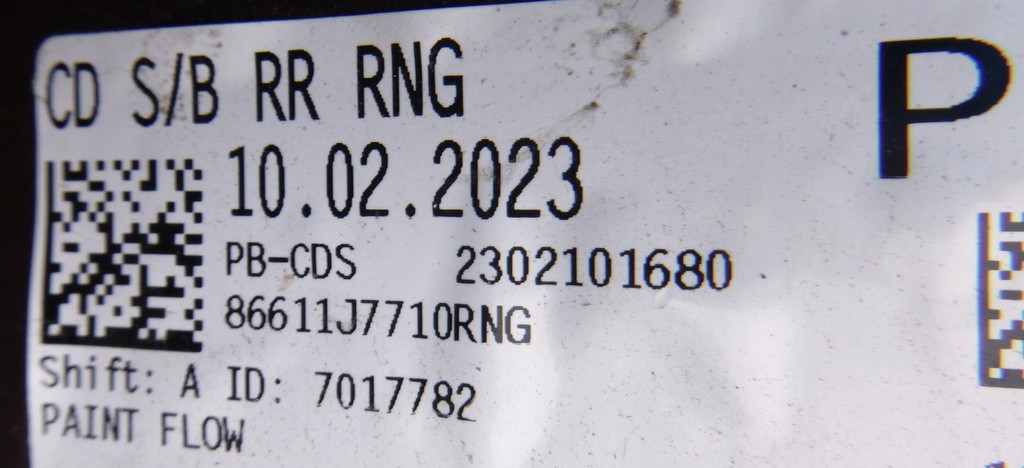 CD S/B RR RNG
P
10.02.2023
PB-CDS 2302101680
86611J7710RNG
Shift: A ID: 7017782
PAINT FLOW